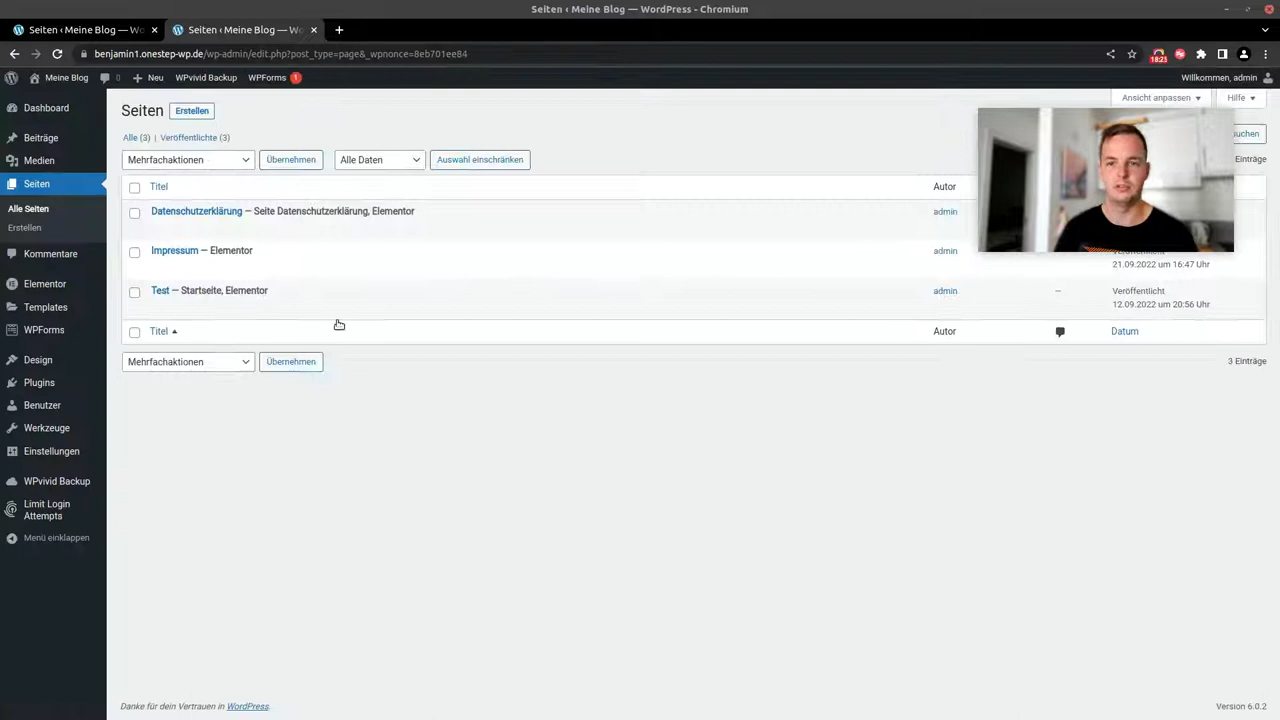 Seiten ‹ Meine Blog — WordPress - Chromium
Seiten ‹ Meine Blog — Wo
Seiten ‹ Meine Blog — Wo
benjamin1.onestep-wp.de/wp-admin/edit.php?post_type=page&_wpnonce=8eb701ee84
18:23
Meine Blog 0 Neu WPvivid Backup WPForms 1 Willkommen, admin
Dashboard
Beiträge
Medien
Seiten
Alle Seiten
Erstellen
Kommentare
Elementor
Templates
WPForms
Design
Plugins
Benutzer
Werkzeuge
Einstellungen
WPvivid Backup
Limit Login
Attempts
Menü einklappen
Ansicht anpassen Hilfe
Seiten Erstellen
Alle (3) | Veröffentlichte (3)
Mehrfachaktionen Übernehmen Alle Daten Auswahl einschränken Einträge
Titel Autor
Datenschutzerklärung — Seite Datenschutzerklärung, Elementor admin
Impressum — Elementor admin
21.09.2022 um 16:47 Uhr
Test — Startseite, Elementor admin — Veröffentlicht
12.09.2022 um 20:56 Uhr
Titel Autor Datum
Mehrfachaktionen Übernehmen 3 Einträge
Danke für dein Vertrauen in WordPress. Version 6.0.2